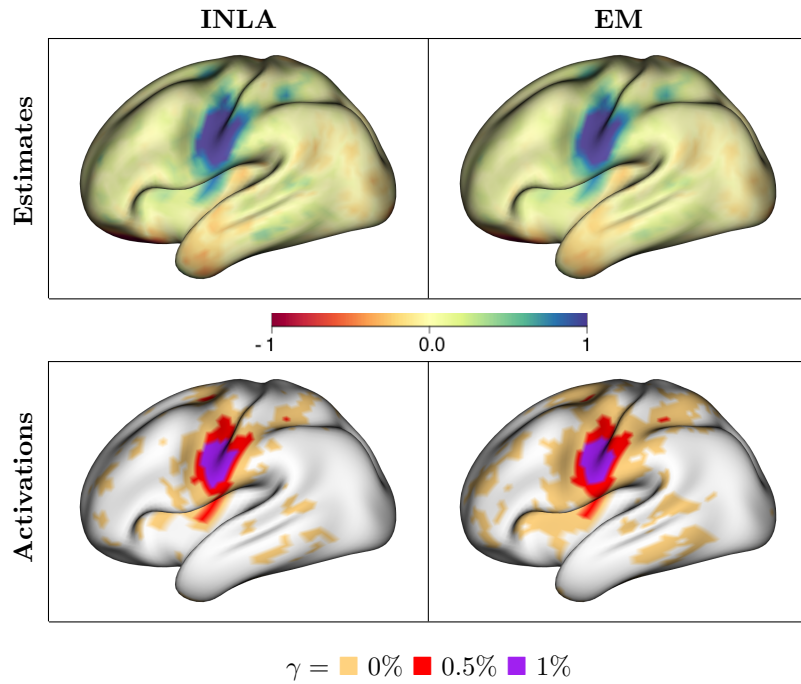 INLA EM
Estimates
-1 0.0 1
Activations
γ = 0% 0.5% 1%